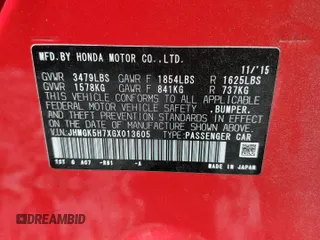 MFD.BY HONDA MOTOR CO.,LTD.
11/'15
GVWR 3479LBS GAWR F 1854LBS R 1625LBS
GVWR 1578KG GAWR F 841KG R 737KG
THIS VEHICLE CONFORMS TO ALL APPLICABLE
FEDERAL MOTOR VEHICLE SAFETY, BUMPER, AND
THEFT PREVENTION STANDARDS IN EFFECT ON THE
DATE OF MANUFACTURE SHOWN ABOVE.
V.I.N:JHMGK5H7XGX013605 TYPE:PASSENGER CAR
MADE IN JAPAN
DREAMBID